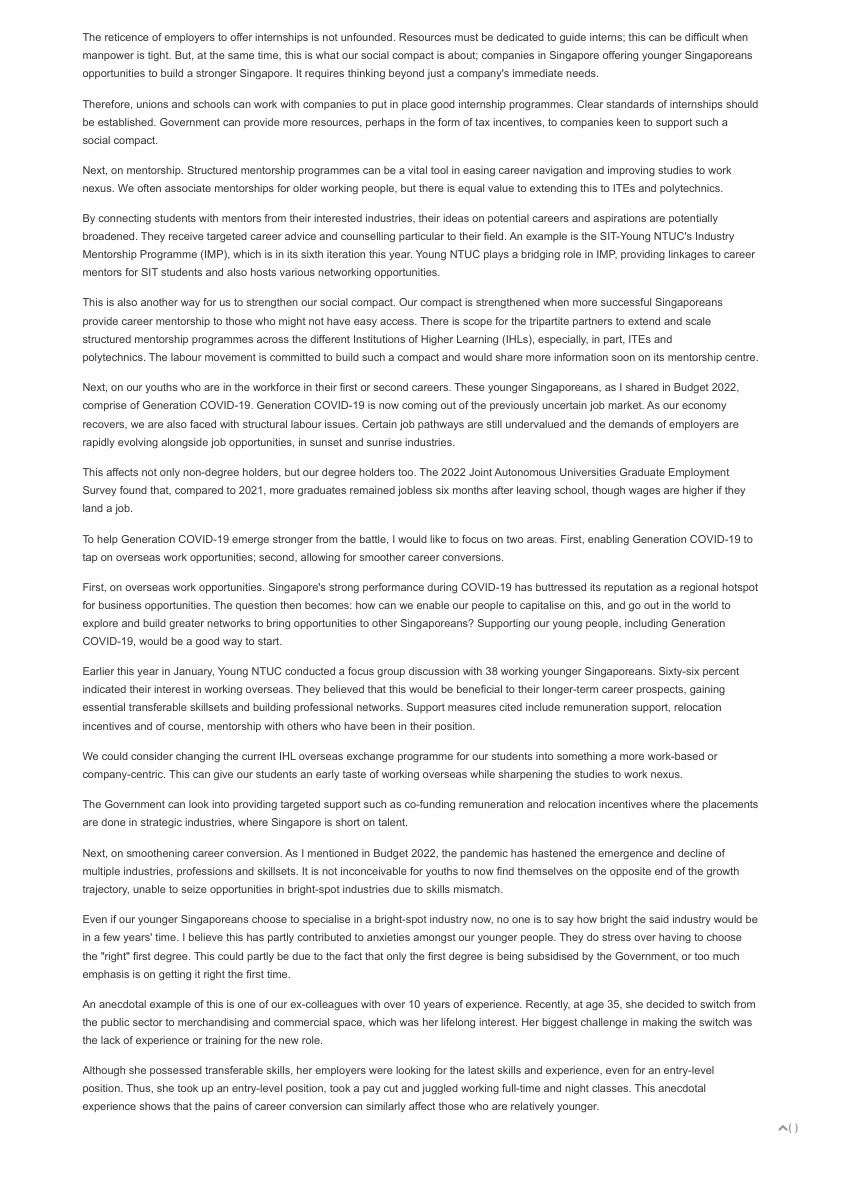 The reticence of employers to offer internships is not unfounded. Resources must be dedicated to guide interns; this can be difficult when
manpower is tight. But, at the same time, this is what our social compact is about; companies in Singapore offering younger Singaporeans
opportunities to build a stronger Singapore. It requires thinking beyond just a company's immediate needs.
Therefore, unions and schools can work with companies to put in place good internship programmes. Clear standards of internships should
be established. Government can provide more resources, perhaps in the form of tax incentives, to companies keen to support such a
social compact.
Next, on mentorship. Structured mentorship programmes can be a vital tool in easing career navigation and improving studies to work
nexus. We often associate mentorships for older working people, but there is equal value to extending this to ITEs and polytechnics.
By connecting students with mentors from their interested industries, their ideas on potential careers and aspirations are potentially
broadened. They receive targeted career advice and counselling particular to their field. An example is the SIT-Young NTUC's Industry
Mentorship Programme (IMP), which is in its sixth iteration this year. Young NTUC plays a bridging role in IMP, providing linkages to career
mentors for SIT students and also hosts various networking opportunities.
This is also another way for us to strengthen our social compact. Our compact is strengthened when more successful Singaporeans
provide career mentorship to those who might not have easy access. There is scope for the tripartite partners to extend and scale
structured mentorship programmes across the different Institutions of Higher Learning (IHLs), especially, in part, ITEs and
polytechnics. The labour movement is committed to build such a compact and would share more information soon on its mentorship centre.
Next, on our youths who are in the workforce in their first or second careers. These younger Singaporeans, as I shared in Budget 2022,
comprise of Generation COVID-19. Generation COVID-19 is now coming out of the previously uncertain job market. As our economy
recovers, we are also faced with structural labour issues. Certain job pathways are still undervalued and the demands of employers are
rapidly evolving alongside job opportunities, in sunset and sunrise industries.
This affects not only non-degree holders, but our degree holders too. The 2022 Joint Autonomous Universities Graduate Employment
Survey found that, compared to 2021, more graduates remained jobless six months after leaving school, though wages are higher if they
land a job.
To help Generation COVID-19 emerge stronger from the battle, I would like to focus on two areas. First, enabling Generation COVID-19 to
tap on overseas work opportunities; second, allowing for smoother career conversions.
First, on overseas work opportunities. Singapore's strong performance during COVID-19 has buttressed its reputation as a regional hotspot
for business opportunities. The question then becomes: how can we enable our people to capitalise on this, and go out in the world to
explore and build greater networks to bring opportunities to other Singaporeans? Supporting our young people, including Generation
COVID-19, would be a good way to start.
Earlier this year in January, Young NTUC conducted a focus group discussion with 38 working younger Singaporeans. Sixty-six percent
indicated their interest in working overseas. They believed that this would be beneficial to their longer-term career prospects, gaining
essential transferable skillsets and building professional networks. Support measures cited include remuneration support, relocation
incentives and of course, mentorship with others who have been in their position.
We could consider changing the current IHL overseas exchange programme for our students into something a more work-based or
company-centric. This can give our students an early taste of working overseas while sharpening the studies to work nexus.
The Government can look into providing targeted support such as co-funding remuneration and relocation incentives where the placements
are done in strategic industries, where Singapore is short on talent.
Next, on smoothening career conversion. As I mentioned in Budget 2022, the pandemic has hastened the emergence and decline of
multiple industries, professions and skillsets. It is not inconceivable for youths to now find themselves on the opposite end of the growth
trajectory, unable to seize opportunities in bright-spot industries due to skills mismatch.
Even if our younger Singaporeans choose to specialise in a bright-spot industry now, no one is to say how bright the said industry would be
in a few years' time. I believe this has partly contributed to anxieties amongst our younger people. They do stress over having to choose
the "right" first degree. This could partly be due to the fact that only the first degree is being subsidised by the Government, or too much
emphasis is on getting it right the first time.
An anecdotal example of this is one of our ex-colleagues with over 10 years of experience. Recently, at age 35, she decided to switch from
the public sector to merchandising and commercial space, which was her lifelong interest. Her biggest challenge in making the switch was
the lack of experience or training for the new role.
Although she possessed transferable skills, her employers were looking for the latest skills and experience, even for an entry-level
position. Thus, she took up an entry-level position, took a pay cut and juggled working full-time and night classes. This anecdotal
experience shows that the pains of career conversion can similarly affect those who are relatively younger.
( )